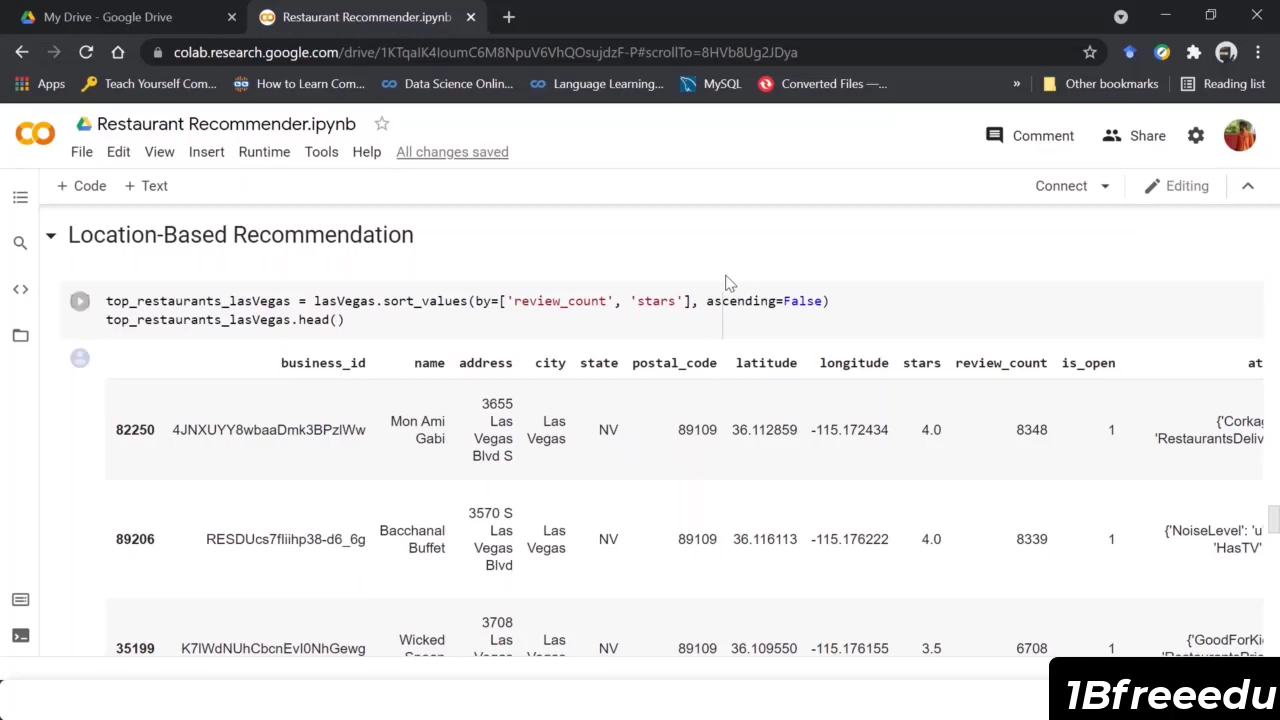 My Drive - Google Drive
Restaurant Recommender.ipynb
colab.research.google.com/drive/1KTqaIK4IoumC6M8NpuV6VhQOsujdzF-P#scrollTo=8HVb8Ug2JDya
Apps Teach Yourself Com... How to Learn Com... Data Science Onlin... Language Learning... MySQL Converted Files —... » Other bookmarks Reading list
Restaurant Recommender.ipynb
Comment Share
File Edit View Insert Runtime Tools Help All changes saved
+ Code + Text Connect Editing
Location-Based Recommendation
top_restaurants_lasVegas = lasVegas.sort_values(by=['review_count', 'stars'], ascending=False)
top_restaurants_lasVegas.head()
business_id name address city state postal_code latitude longitude stars review_count is_open at
82250 4JNXUYY8wbaaDmk3BPzlWw Mon Ami Gabi 3655 Las Vegas Blvd S Las Vegas NV 89109 36.112859 -115.172434 4.0 8348 1 {'Corkag 'RestaurantsDeliv
89206 RESDUcs7fIiihp38-d6_6g Bacchanal Buffet 3570 S Las Vegas Blvd Las Vegas NV 89109 36.116113 -115.176222 4.0 8339 1 {'NoiseLevel': 'u 'HasTV'
35199 K7lWdNUhCbcnEvI0NhGewg Wicked 3708 Las Las NV 89109 36.109550 -115.176155 3.5 6708 1 {'GoodForKi
1Bfreeedu